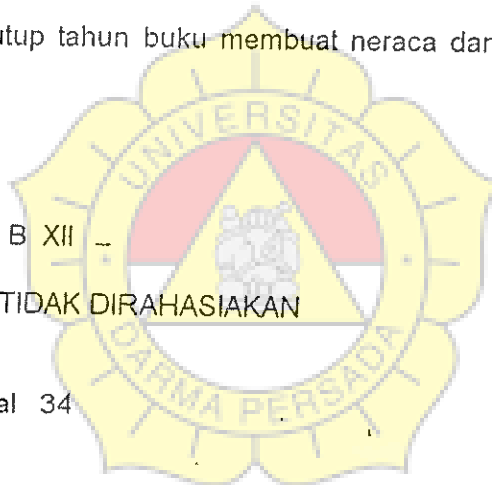 utup tahun buku membuat neraca dar
UNIVERSITAS
B XII –
TIDAK DIRAHASIAKAN
DARMA PERSADA
al 34